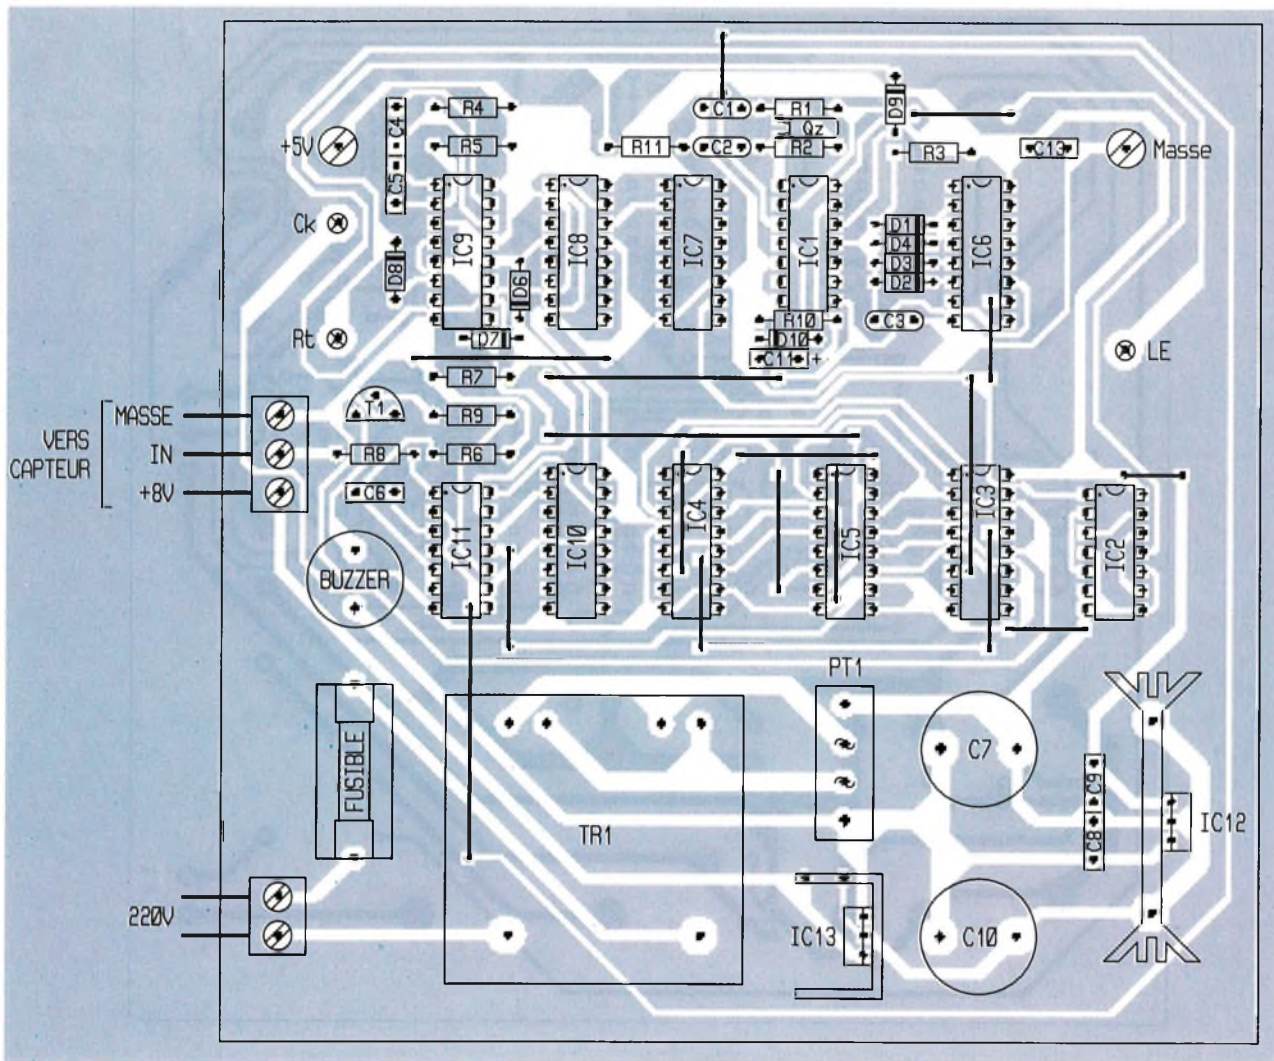 R4
C4
C1
R1
D9
Qz
+5V
R5
R11
C2
R2
R3
C13
Masse
C5
Ck
IC9
IC8
IC7
IC1
D1
D4
D3
D2
IC6
D8
D6
Rt
D7
R10
D10
C11 +
C3
LE
R7
MASSE
T1
R9
VERS
CAPTEUR
IN
R8
R6
+8V
C6
IC11
IC10
IC4
IC5
IC3
IC2
BUZZER
PT1
FUSIBLE
C7
C9
TR1
C8
IC12
220V
IC13
C10